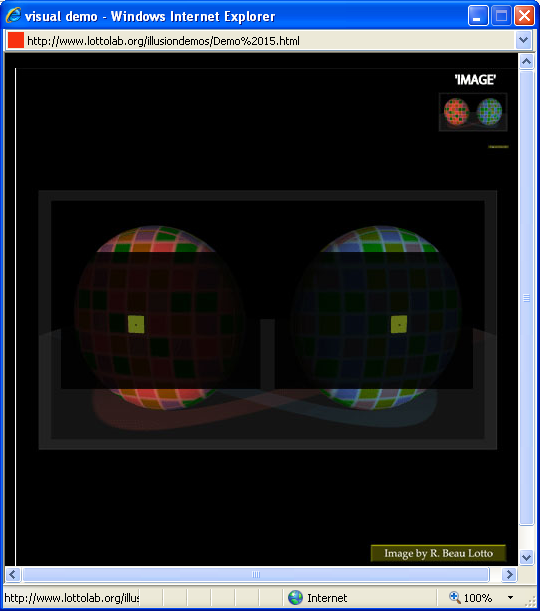 visual demo - Windows Internet Explorer
http://www.lottolab.org/illusiondemos/Demo%2015.html
'IMAGE'
Image by R. Beau Lotto
http://www.lottolab.org/illus
Internet
100%